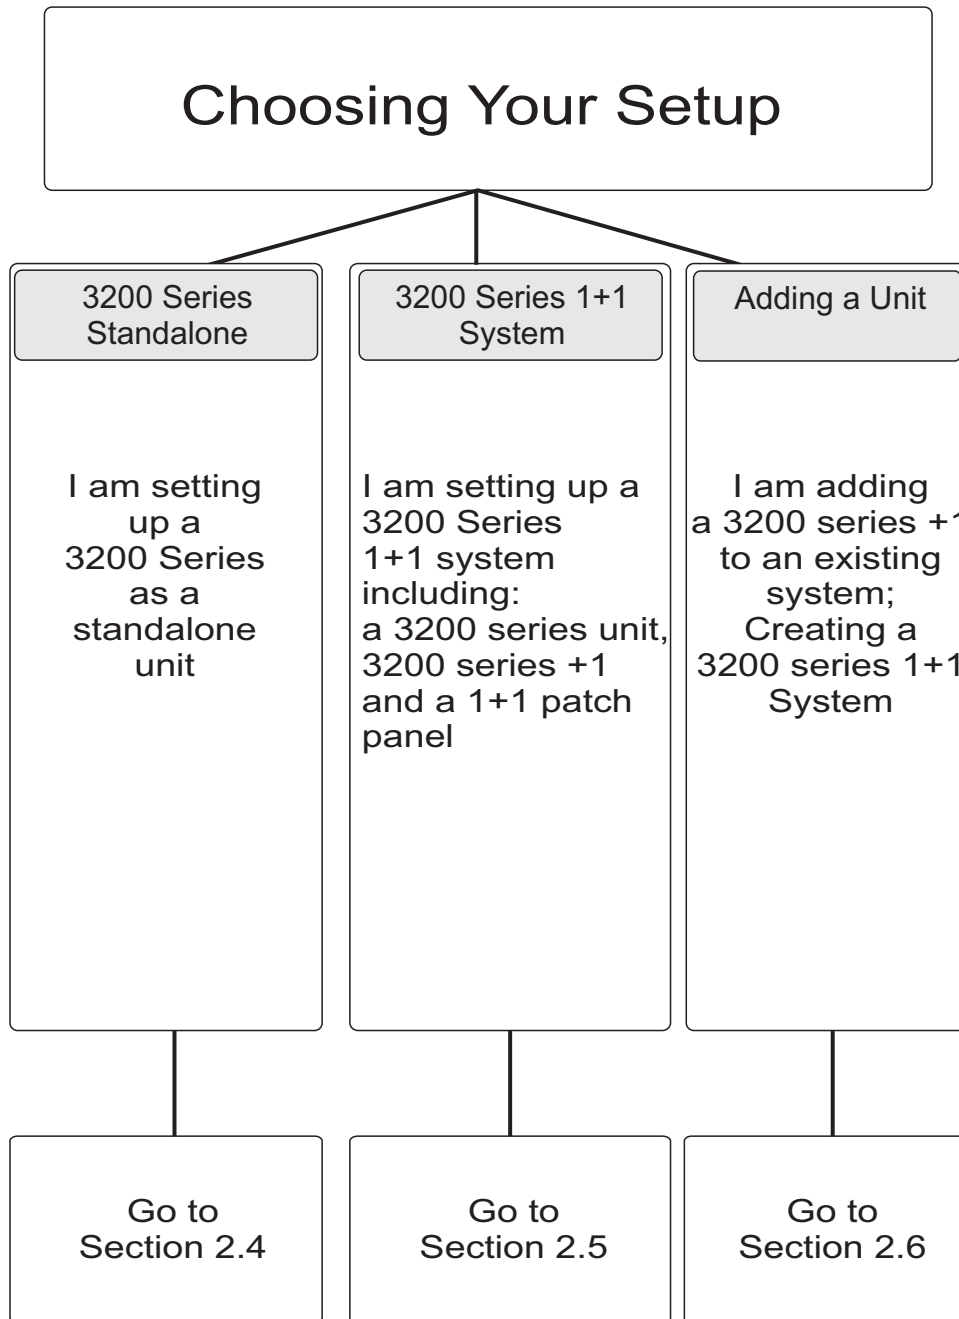 Choosing Your Setup
3200 Series
Standalone
I am setting
up a
3200 Series
as a
standalone
unit
Go to
Section 2.4
3200 Series 1+1
System
I am setting up a
3200 Series
1+1 system
including:
a 3200 series unit,
3200 series +1
and a 1+1 patch
panel
Go to
Section 2.5
Adding a Unit
I am adding
a 3200 series +1
to an existing
system;
Creating a
3200 series 1+1
System
Go to
Section 2.6